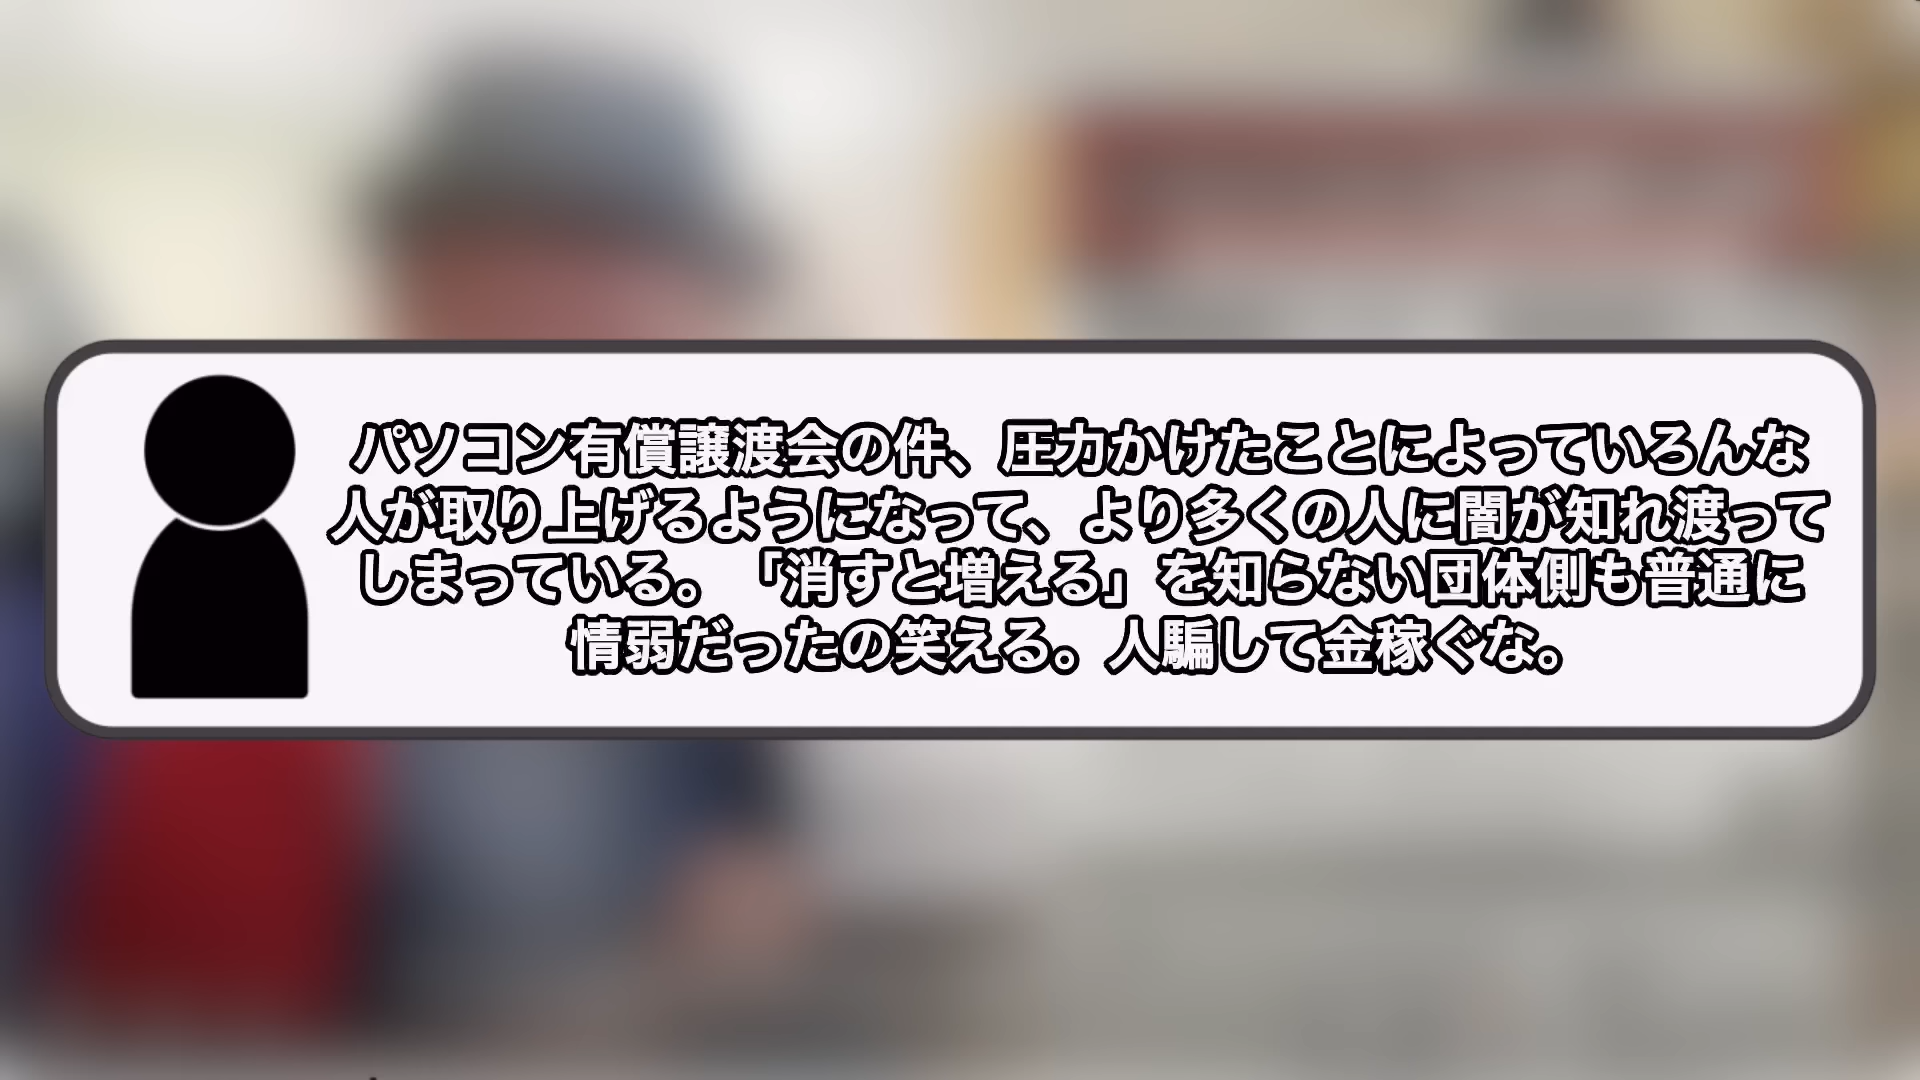 パソコン有償譲渡会の件、圧力かけたことによっていろんな
人が取り上げるようになって、より多くの人に闇が知れ渡って
しまっている。「消すと増える」を知らない団体側も普通に
情弱だったの笑える。人騙して金稼ぐな。